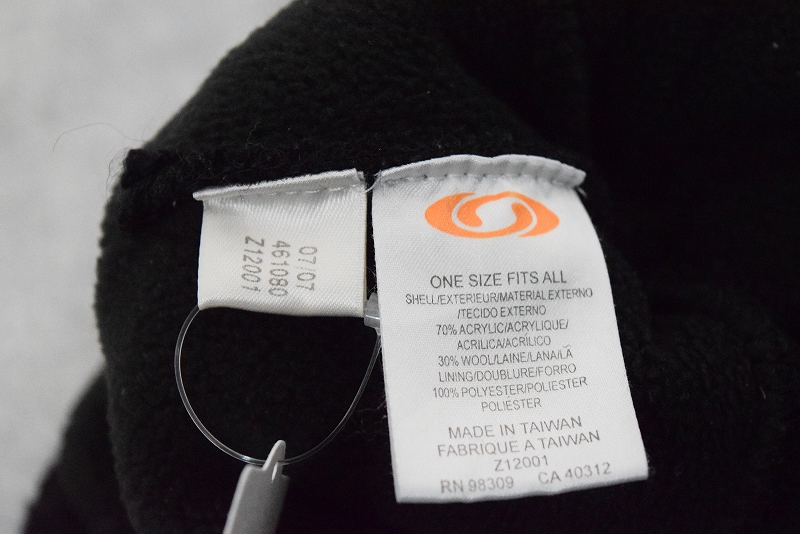 07/07
461080
Z12001
ONE SIZE FITS ALL
SHELL/EXTERIEUR/MATERIAL EXTERNO
/TECIDO EXTERNO
70% ACRYLIC/ACRYLIQUE/
ACRILICA/ACRÍLICO
30% WOOL/LAINE/LANA/LÃ
LINING/DOUBLURE/FORRO
100% POLYESTER/POLIESTER
POLIESTER
MADE IN TAIWAN
FABRIQUE A TAIWAN
Z12001
RN 98309 CA 40312